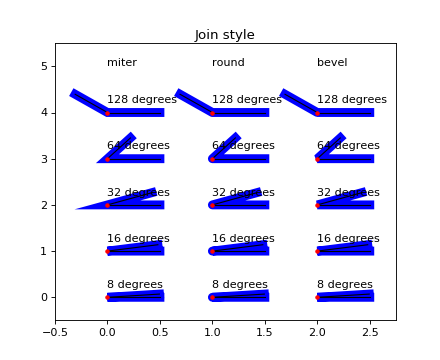 Join style
miter round bevel
5
128 degrees 128 degrees 128 degrees
4
64 degrees 64 degrees 64 degrees
3
32 degrees 32 degrees 32 degrees
2
16 degrees 16 degrees 16 degrees
1
8 degrees 8 degrees 8 degrees
0
−0.5 0.0 0.5 1.0 1.5 2.0 2.5